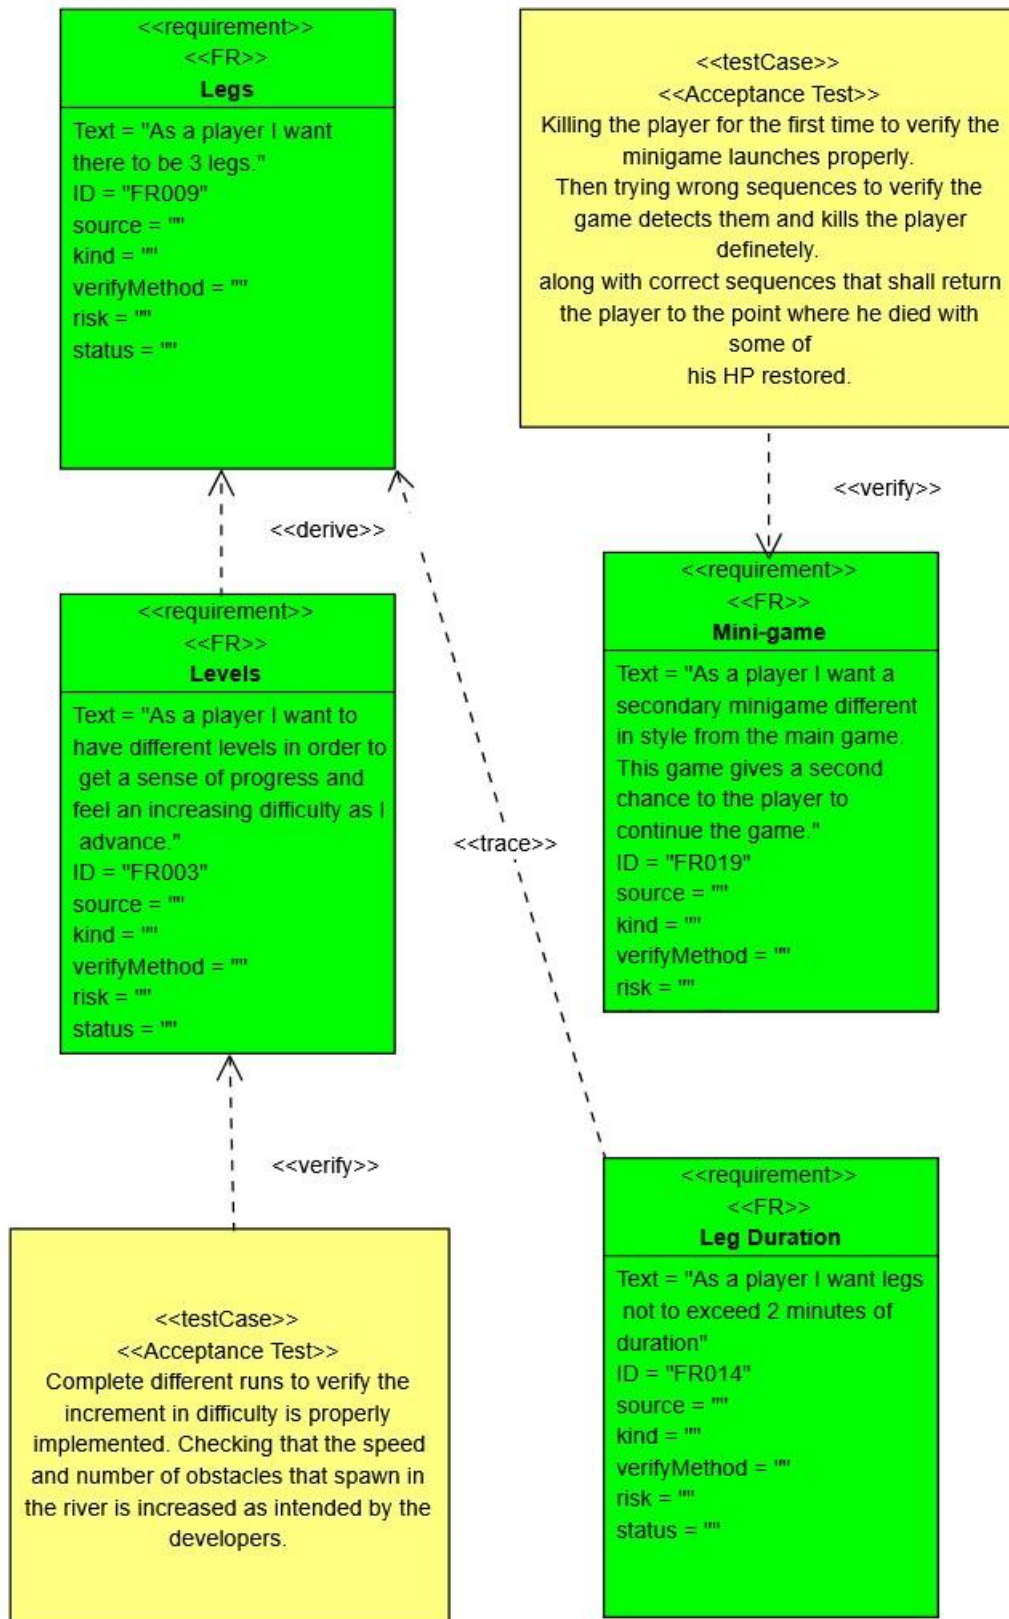 <<requirement>>
<<FR>>
Legs
Text = "As a player I want
there to be 3 legs."
ID = "FR009"
source = ""
kind = ""
verifyMethod = ""
risk = ""
status = ""
<<testCase>>
<<Acceptance Test>>
Killing the player for the first time to verify the
minigame launches properly.
Then trying wrong sequences to verify the
game detects them and kills the player
definetely.
along with correct sequences that shall return
the player to the point where he died with
some of
his HP restored.
<<derive>>
<<verify>>
<<requirement>>
<<FR>>
Levels
Text = "As a player I want to
have different levels in order to
get a sense of progress and
feel an increasing difficulty as I
advance."
ID = "FR003"
source = ""
kind = ""
verifyMethod = ""
risk = ""
status = ""
<<trace>>
<<requirement>>
<<FR>>
Mini-game
Text = "As a player I want a
secondary minigame different
in style from the main game.
This game gives a second
chance to the player to
continue the game."
ID = "FR019"
source = ""
kind = ""
verifyMethod = ""
risk = ""
<<verify>>
<<testCase>>
<<Acceptance Test>>
Complete different runs to verify the
increment in difficulty is properly
implemented. Checking that the speed
and number of obstacles that spawn in
the river is increased as intended by the
developers.
<<requirement>>
<<FR>>
Leg Duration
Text = "As a player I want legs
not to exceed 2 minutes of
duration"
ID = "FR014"
source = ""
kind = ""
verifyMethod = ""
risk = ""
status = ""